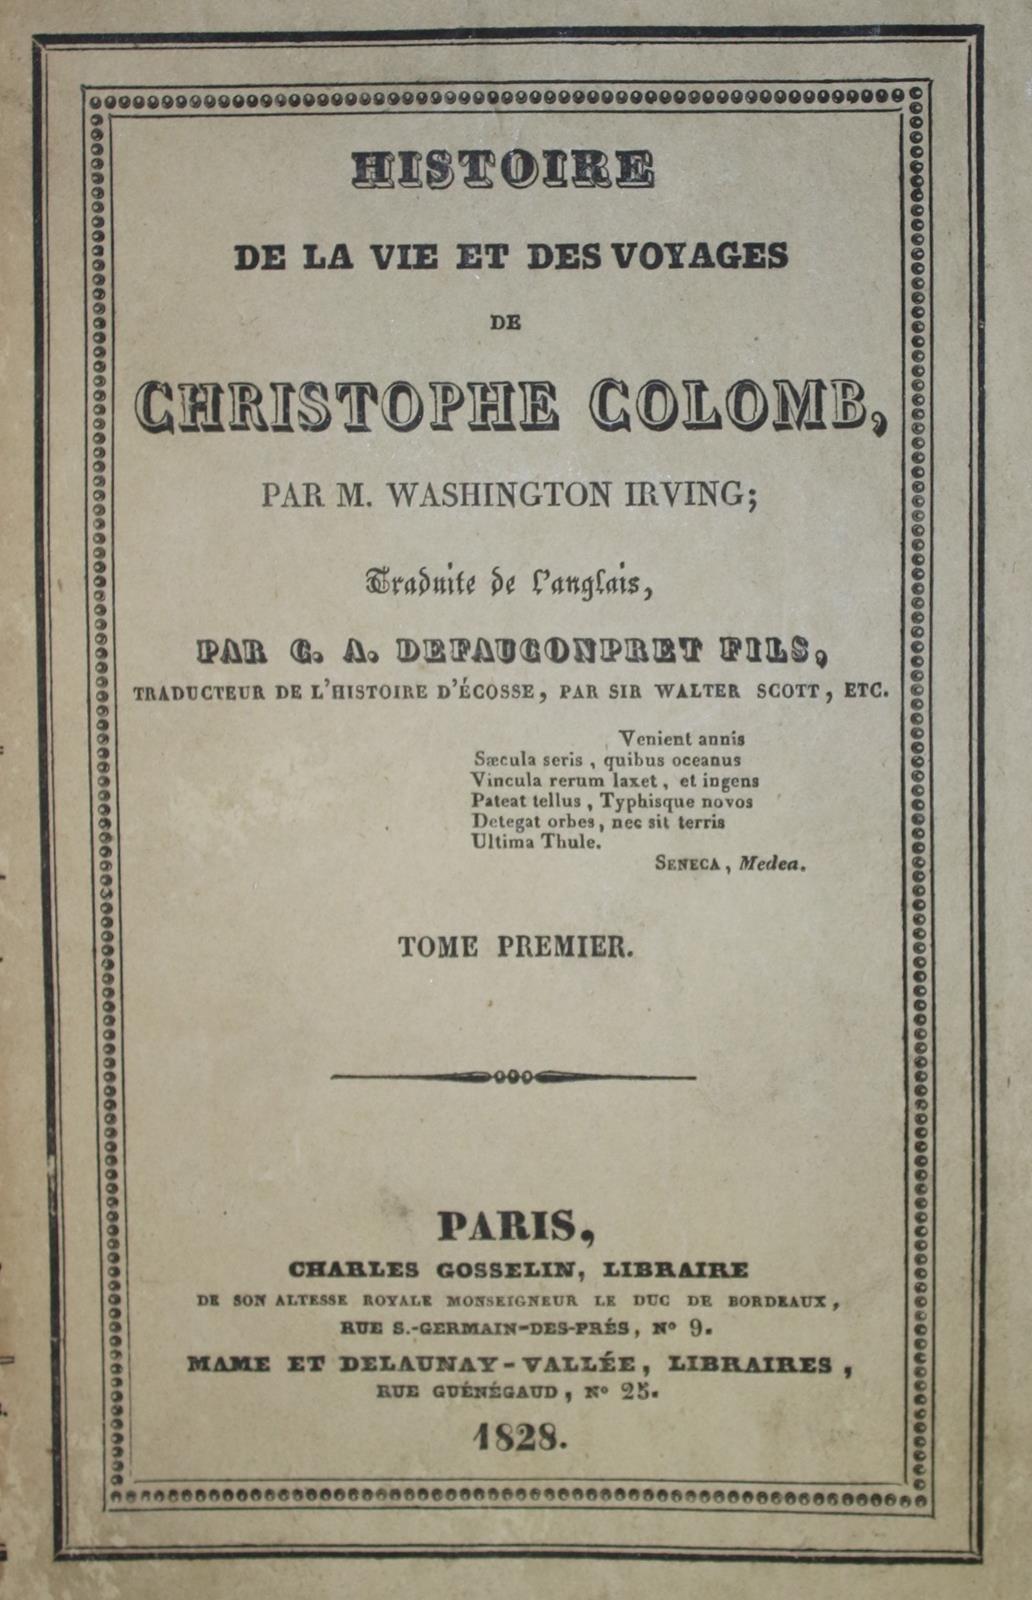 HISTOIRE
DE LA VIE ET DES VOYAGES
DE
CHRISTOPHE COLOMB,
PAR M. WASHINGTON IRVING;
Traduite de l'anglais,
PAR G. A. DEFAUCONPRET FILS,
TRADUCTEUR DE L'HISTOIRE D'ÉCOSSE, PAR SIR WALTER SCOTT, ETC.
Venient annis
Sæcula seris, quibus oceanus
Vincula rerum laxet, et ingens
Pateat tellus, Typhisque novos
Detegat orbes, nec sit terris
Ultima Thule.
SENECA, Medea.
TOME PREMIER.
PARIS,
CHARLES GOSSELIN, LIBRAIRE
DE SON ALTESSE ROYALE MONSEIGNEUR LE DUC DE BORDEAUX,
RUE S.-GERMAIN-DES-PRÉS, N° 9.
MAME ET DELAUNAY-VALLÉE, LIBRAIRES,
RUE GUÉNÉGAUD, N° 25.
1828.